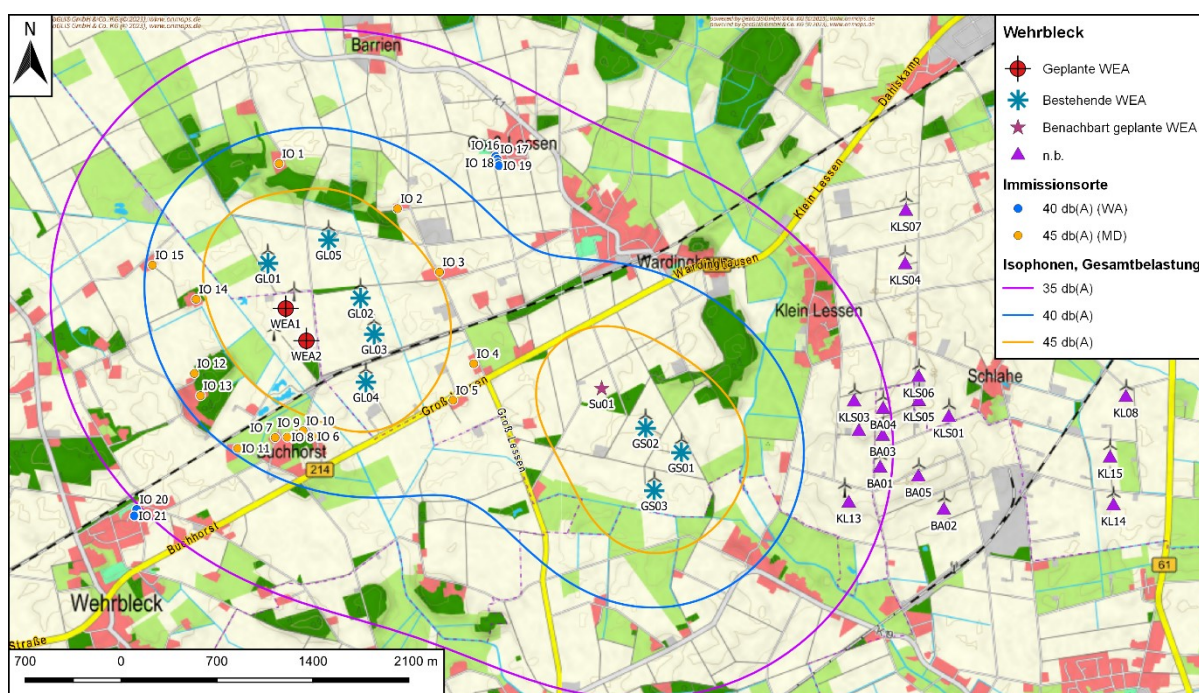 N
Barrien
K1
IO 1
IO 16
IO 17
IO 18
IO 19
IO 2
IO 3
IO 15
IO 14
GL05
GL01
GL02
WEA1
WEA2
GL03
GL04
IO 12
IO 13
IO 4
IO 5
IO 7
IO 9
IO 10
IO 8
IO 6
IO 11
Buchhorst
214
IO 20
IO 21
Buchhorst
Wehrbleck
Straße
Groß Lessen
Wardinghausen
Klein Lessen
Dahlskamp
Klein Lessen
Su01
GS02
GS01
GS03
KLS07
KLS04
KLS06
KLS03
KLS05
KLS01
BA04
BA03
BA01
BA05
BA02
KL13
Schlahe
KL08
KL15
KL14
61
700 0 700 1400 2100 m
Wehrbleck
Geplante WEA
Bestehende WEA
Benachbart geplante WEA
n.b.
Immissionsorte
40 db(A) (WA)
45 db(A) (MD)
Isophonen, Gesamtbelastung
35 db(A)
40 db(A)
45 db(A)